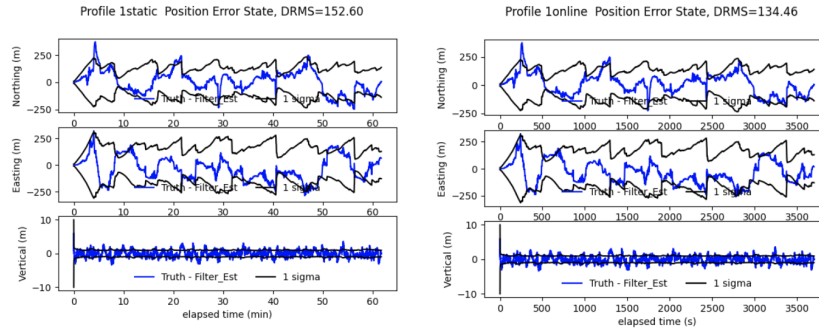 Profile 1static  Position Error State, DRMS=152.60
Northing (m)
250
0
−250
Truth - Filter_Est
1 sigma
0 10 20 30 40 50 60
Easting (m)
250
0
−250
Truth - Filter_Est
1 sigma
0 10 20 30 40 50 60
Vertical (m)
10
0
−10
Truth - Filter_Est
1 sigma
0 10 20 30 40 50 60
elapsed time (min)
Profile 1online  Position Error State, DRMS=134.46
Northing (m)
250
0
−250
Truth - Filter_Est
1 sigma
0 500 1000 1500 2000 2500 3000 3500
Easting (m)
250
0
−250
Truth - Filter_Est
1 sigma
0 500 1000 1500 2000 2500 3000 3500
Vertical (m)
10
0
−10
Truth - Filter_Est
1 sigma
0 500 1000 1500 2000 2500 3000 3500
elapsed time (s)